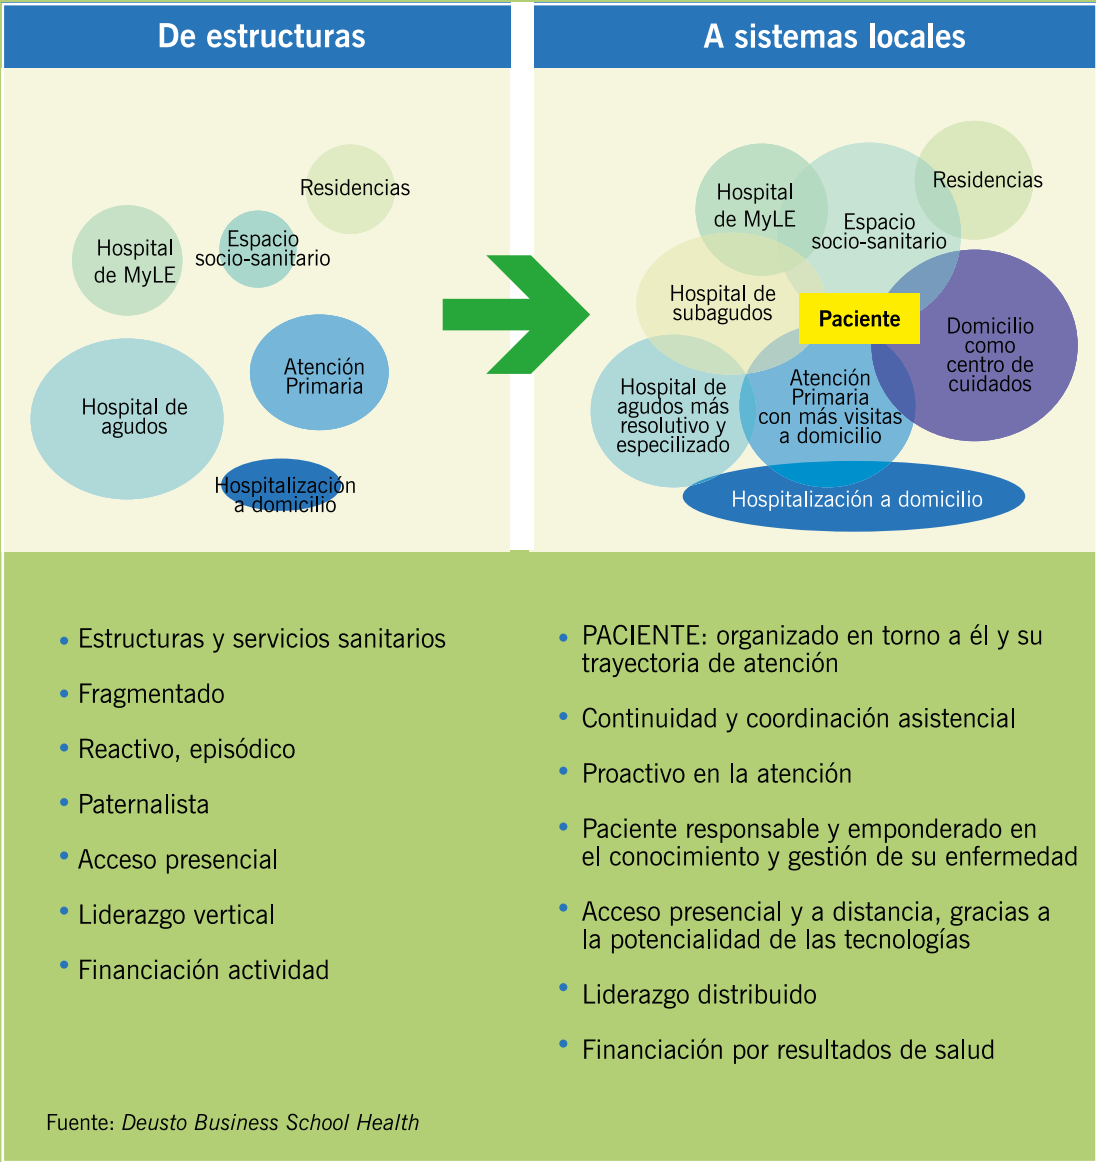 De estructuras
Residencias
Hospital
de MyLE
Espacio
socio-sanitario
Atención
Primaria
Hospital de
agudos
Hospitalización
a domicilio
A sistemas locales
Hospital
de MyLE
Espacio
socio-sanitario
Residencias
Hospital de
subagudos
Paciente
Domicilio
como
centro de
cuidados
Hospital de
agudos más
resolutivo y
especilizado
Atención
Primaria
con más visitas
a domicilio
Hospitalización a domicilio
• Estructuras y servicios sanitarios
• Fragmentado
• Reactivo, episódico
• Paternalista
• Acceso presencial
• Liderazgo vertical
• Financiación actividad
• PACIENTE: organizado en torno a él y su
trayectoria de atención
• Continuidad y coordinación asistencial
• Proactivo en la atención
• Paciente responsable y emponderado en
el conocimiento y gestión de su enfermedad
• Acceso presencial y a distancia, gracias a
la potencialidad de las tecnologías
• Liderazgo distribuido
• Financiación por resultados de salud
Fuente: Deusto Business School Health